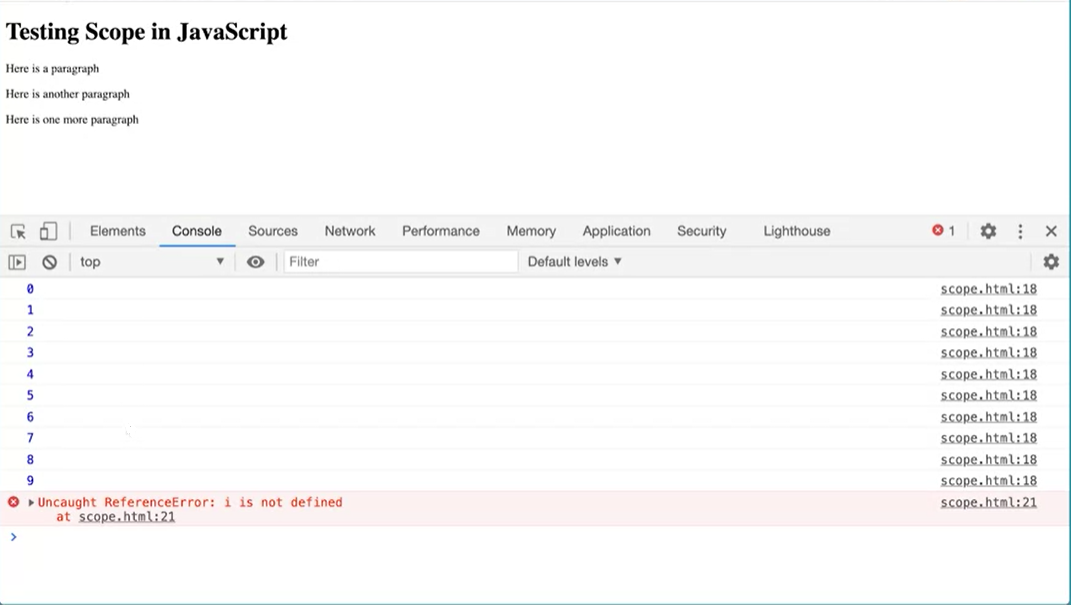 Testing Scope in JavaScript
Here is a paragraph
Here is another paragraph
Here is one more paragraph
Elements Console Sources Network Performance Memory Application Security Lighthouse 1
top Filter Default levels
0 scope.html:18
1 scope.html:18
2 scope.html:18
3 scope.html:18
4 scope.html:18
5 scope.html:18
6 scope.html:18
7 scope.html:18
8 scope.html:18
9 scope.html:18
Uncaught ReferenceError: i is not defined scope.html:21
at scope.html:21